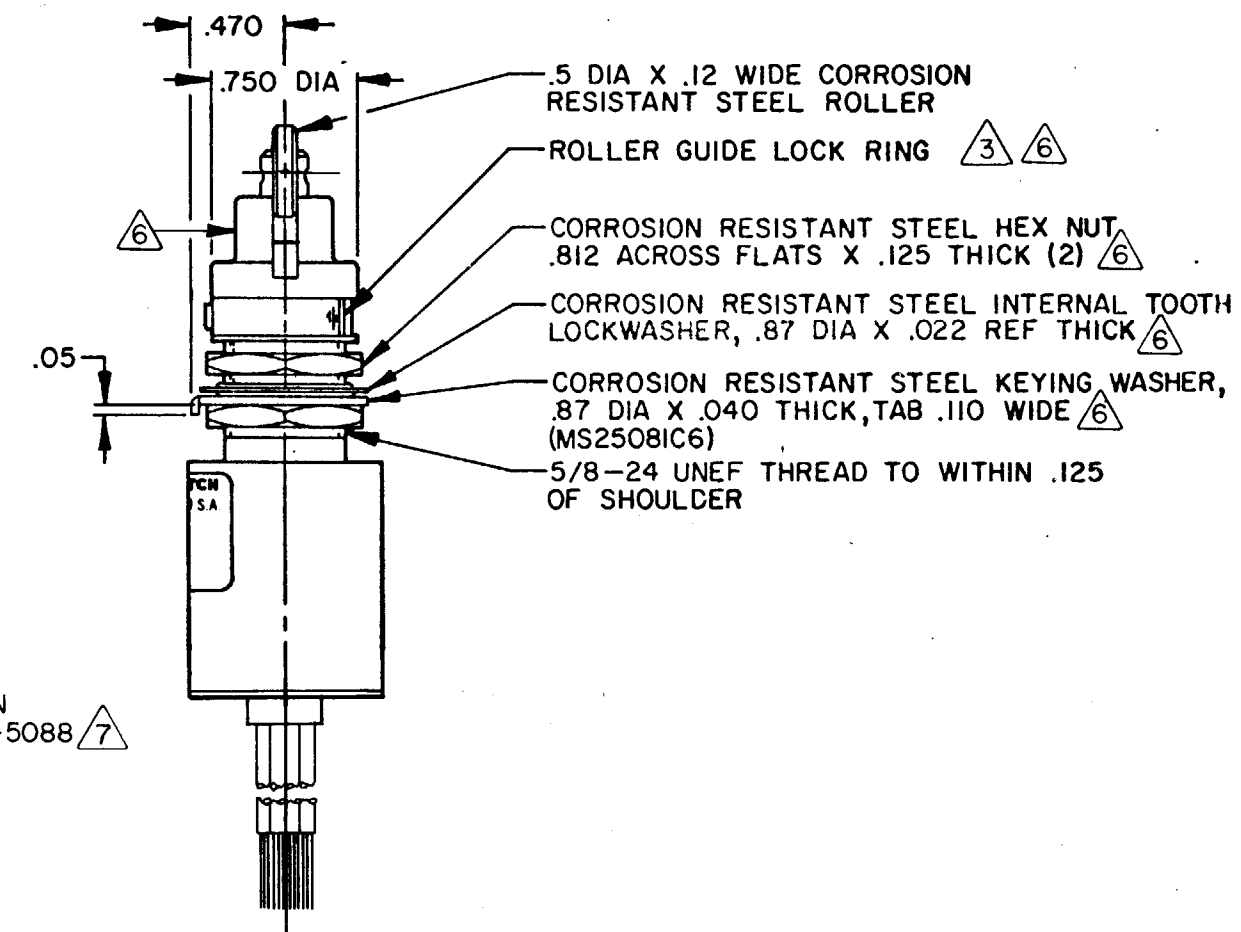 .470
.750 DIA
.5 DIA X .12 WIDE CORROSION
RESISTANT STEEL ROLLER
ROLLER GUIDE LOCK RING 3 6
6
CORROSION RESISTANT STEEL HEX NUT
.812 ACROSS FLATS X .125 THICK (2) 6
CORROSION RESISTANT STEEL INTERNAL TOOTH
LOCKWASHER, .87 DIA X .022 REF THICK 6
.05
CORROSION RESISTANT STEEL KEYING WASHER,
.87 DIA X .040 THICK, TAB .110 WIDE 6
(MS25081C6)
5/8-24 UNEF THREAD TO WITHIN .125
OF SHOULDER
TCH
U.S.A.
N
-5088 7